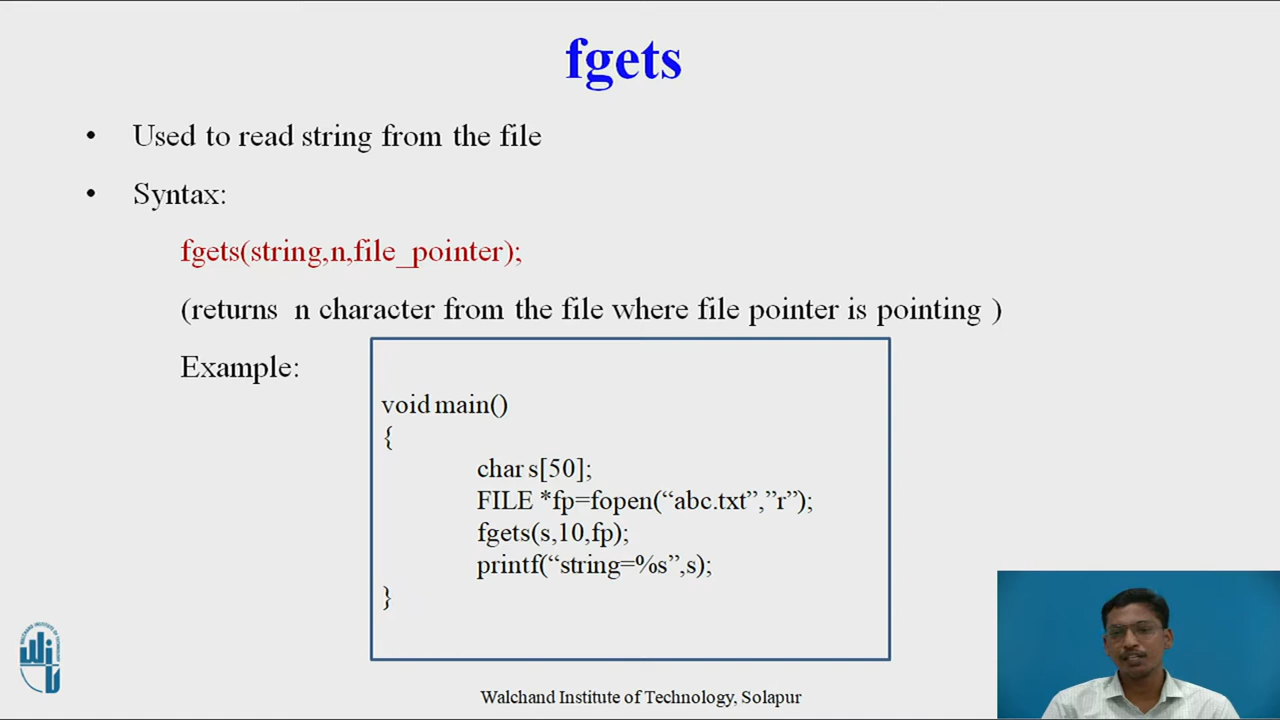 fgets
• Used to read string from the file
• Syntax:
fgets(string,n,file_pointer);
(returns n character from the file where file pointer is pointing )
Example:
void main()
{
char s[50];
FILE *fp=fopen(“abc.txt”,”r”);
fgets(s,10,fp);
printf(“string=%s”,s);
}
Walchand Institute of Technology, Solapur